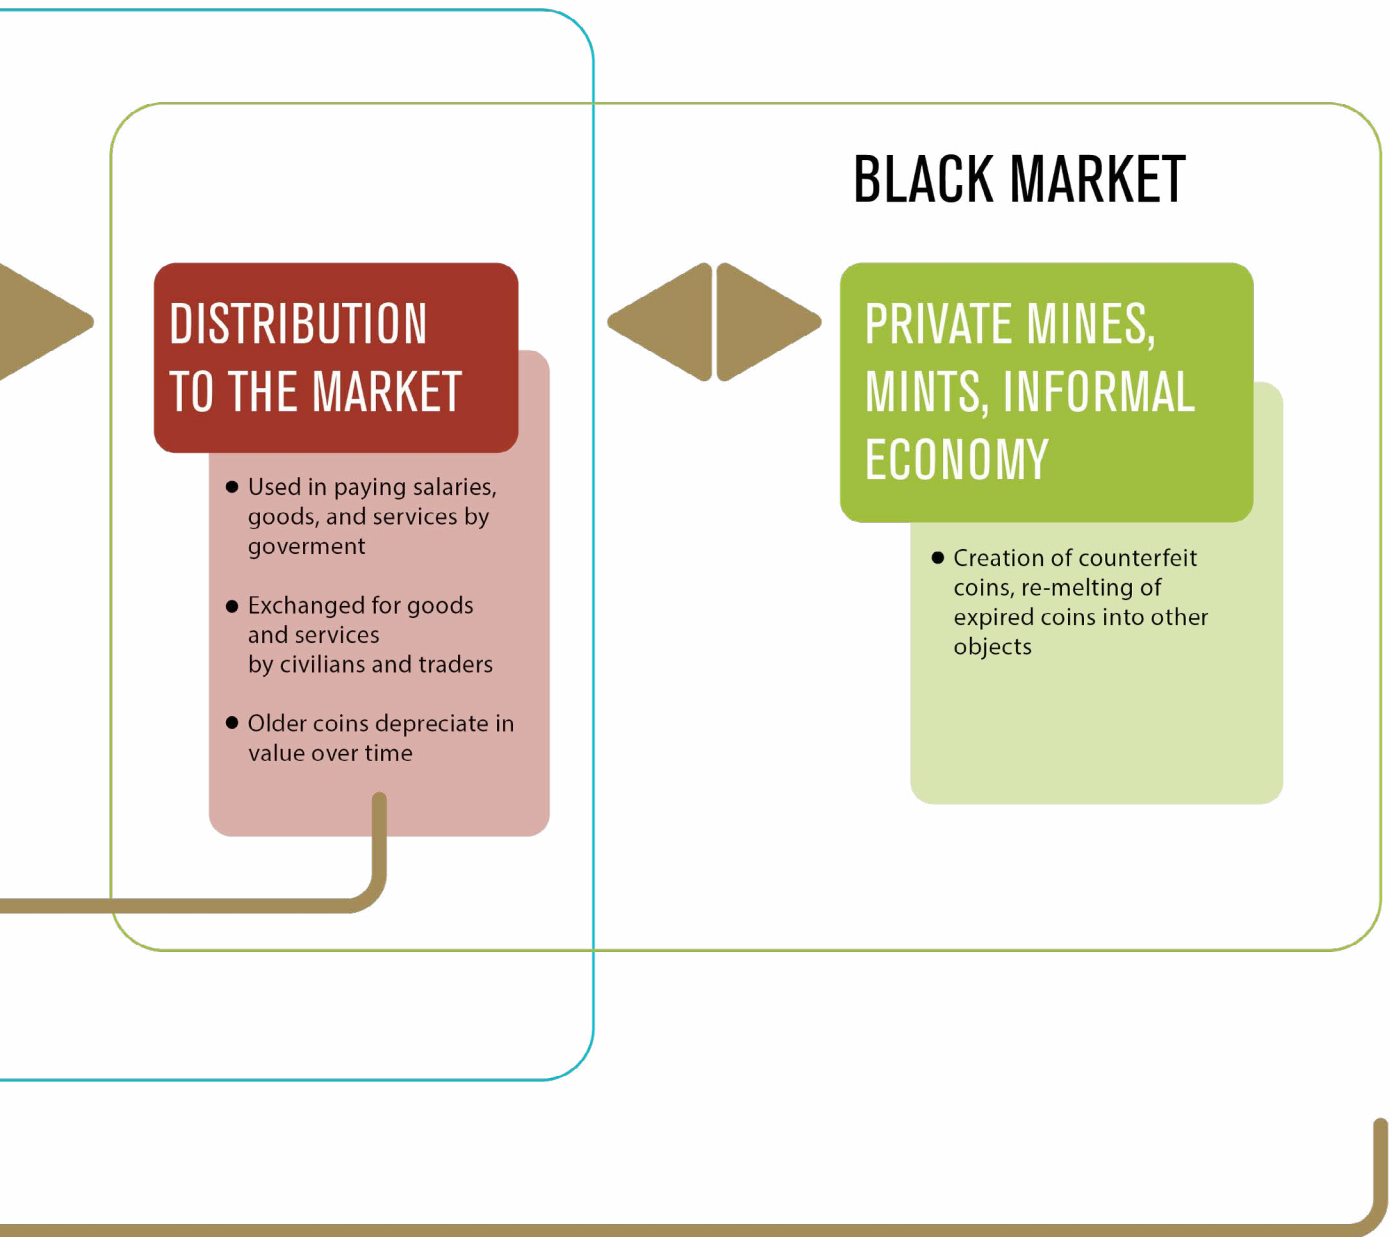 BLACK MARKET
DISTRIBUTION
TO THE MARKET
● Used in paying salaries,
goods, and services by
goverment
● Exchanged for goods
and services
by civilians and traders
● Older coins depreciate in
value over time
PRIVATE MINES,
MINTS, INFORMAL
ECONOMY
● Creation of counterfeit
coins, re-melting of
expired coins into other
objects